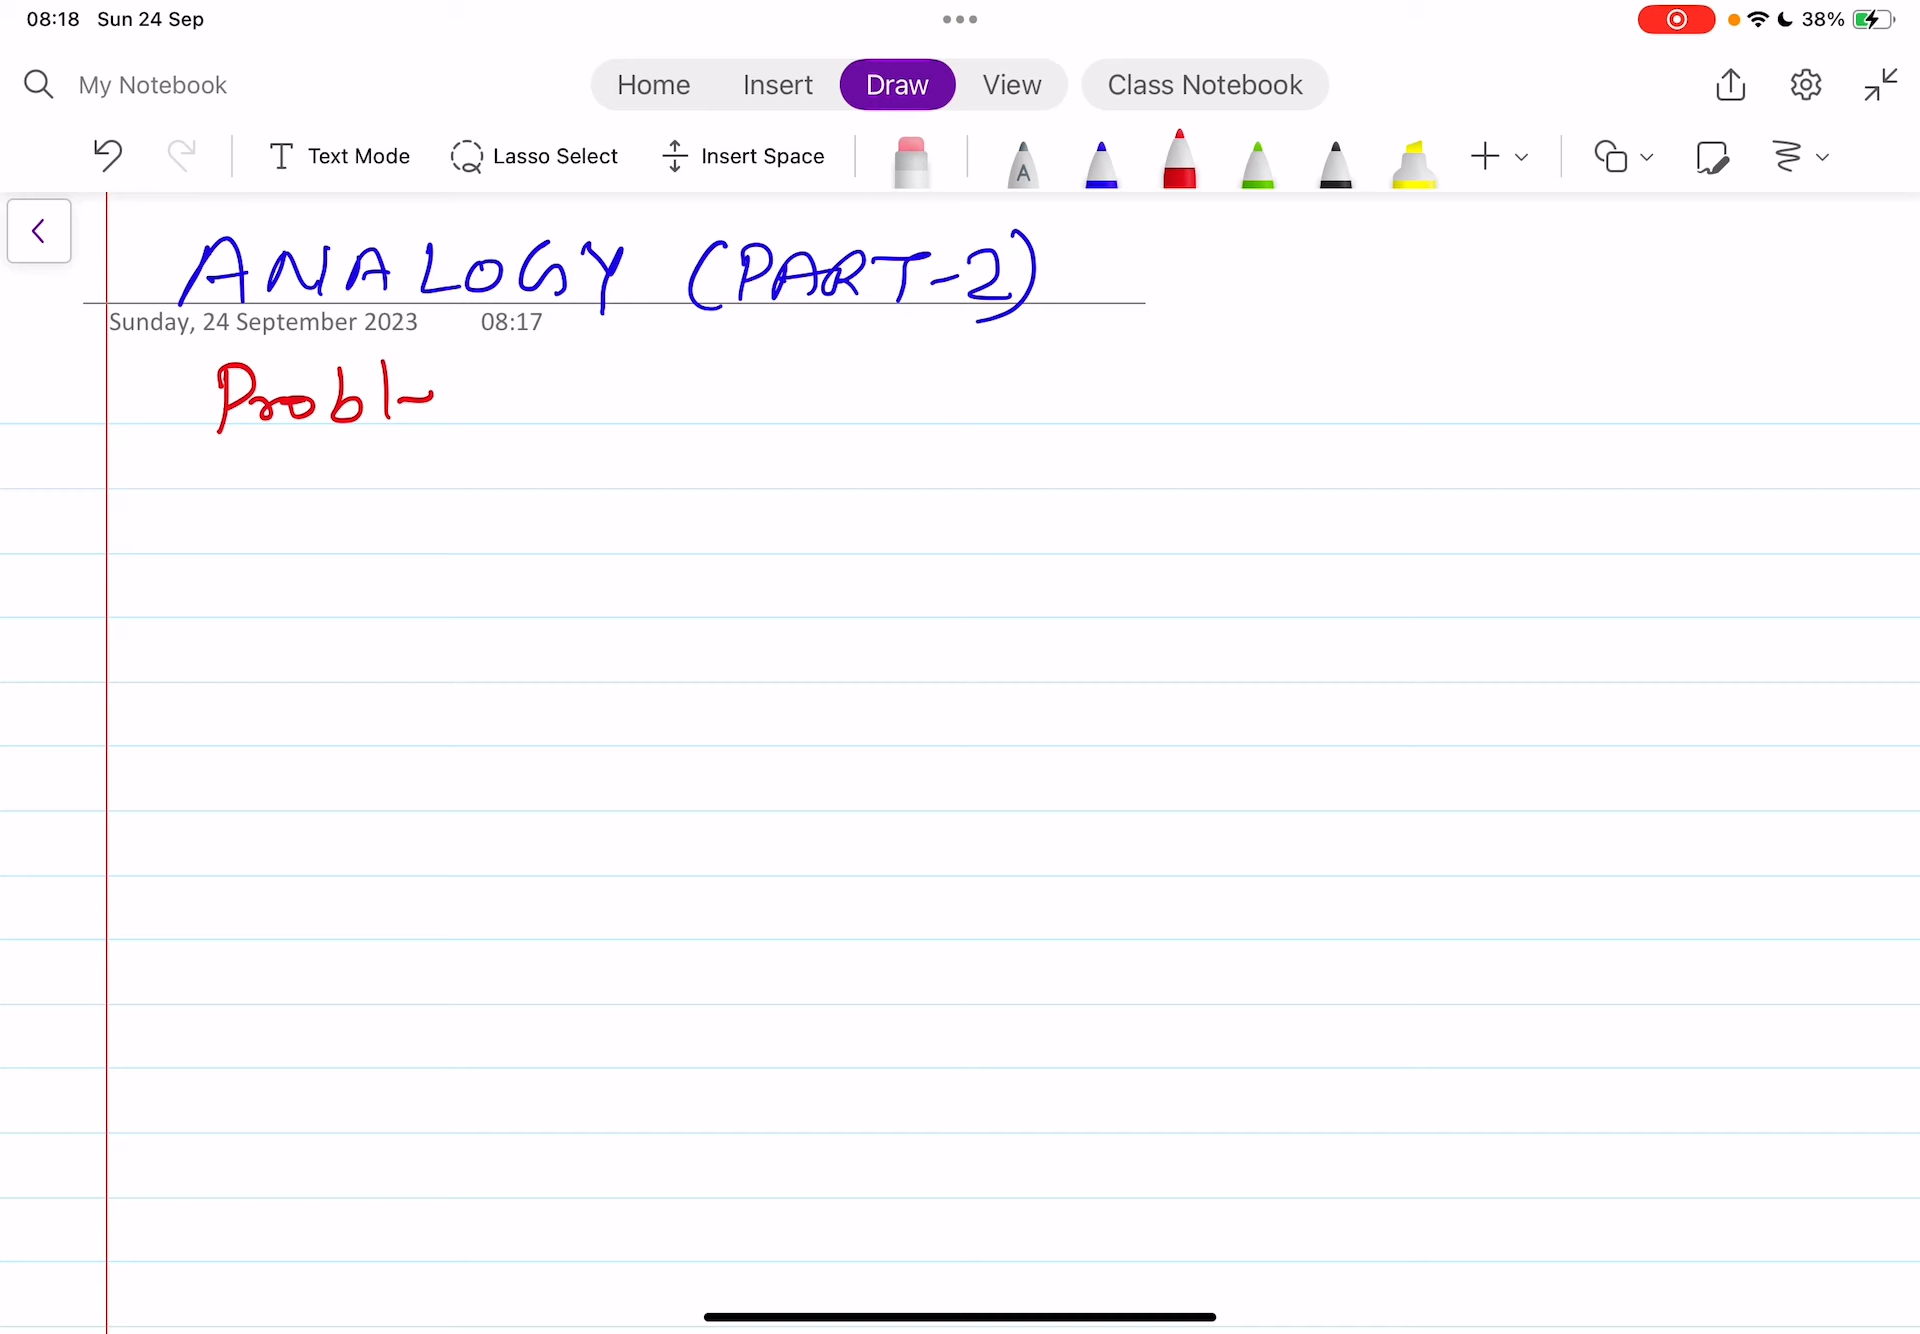 08:18 Sun 24 Sep 38%
My Notebook Home Insert Draw View Class Notebook
Text Mode Lasso Select Insert Space A
ANALOGY (PART-2)
Sunday, 24 September 2023 08:17
Probl